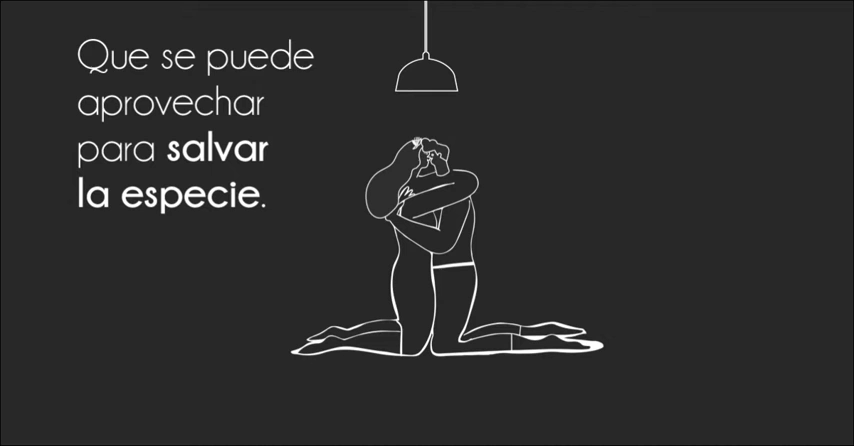 Que se puede
aprovechar
para salvar
la especie.